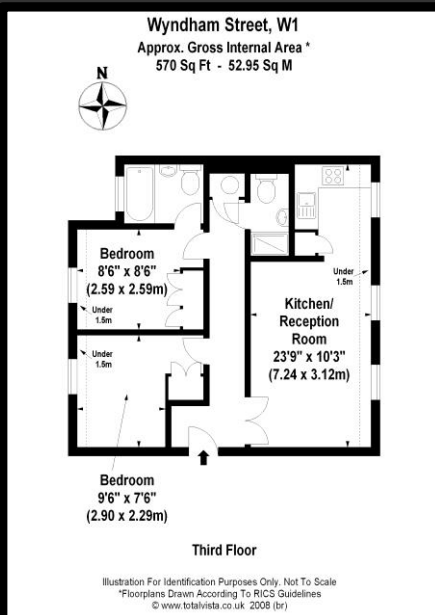 Wyndham Street, W1
Approx. Gross Internal Area *
570 Sq Ft - 52.95 Sq M
N
Bedroom
8'6" x 8'6"
(2.59 x 2.59m)
Under
1.5m
Under
1.5m
Kitchen/
Reception
Room
23'9" x 10'3"
(7.24 x 3.12m)
Under
1.5m
Bedroom
9'6" x 7'6"
(2.90 x 2.29m)
Third Floor
Illustration For Identification Purposes Only. Not To Scale
*Floorplans Drawn According To RICS Guidelines
© www.totalvista.co.uk 2008 (br)